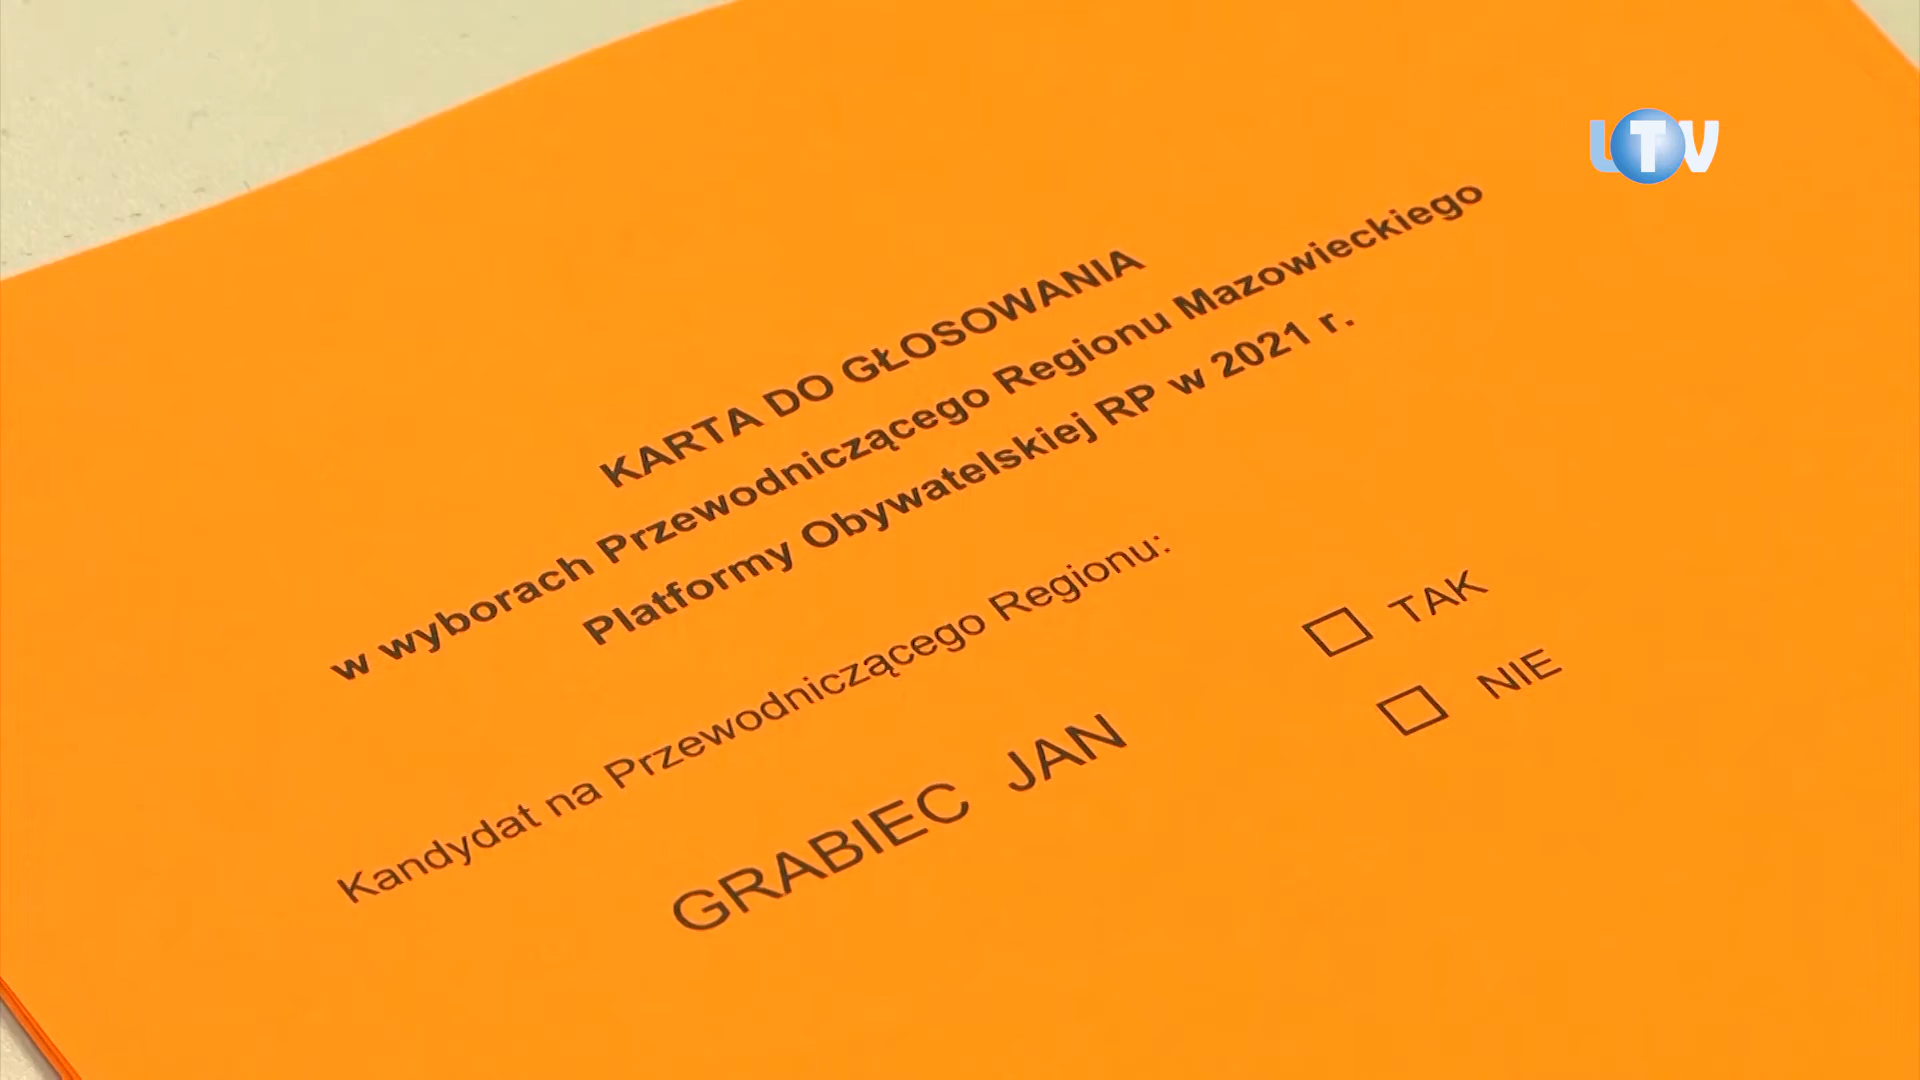 LTV
KARTA DO GŁOSOWANIA
w wyborach Przewodniczącego Regionu Mazowieckiego
Platformy Obywatelskiej RP w 2021 r.
Kandydat na Przewodniczącego Regionu:
GRABIEC JAN
TAK
NIE